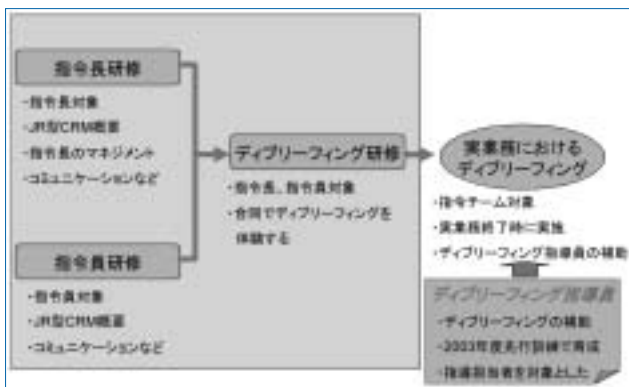 指令長研修
・指令長対象
・JR型CRM概要
・指令長のマネジメント
・コミュニケーションなど
ディブリーフィング研修
・指令長、指令員対象
・合同でディブリーフィングを
体験する
指令員研修
・指令員対象
・JR型CRM概要
・コミュニケーションなど
実業務における
ディブリーフィング
・指令チーム対象
・実業務終了時に実施
・ディブリーフィング指導員の補助
ディブリーフィング指導員
・ディブリーフィングの補助
・2003年度先行訓練で育成
・指導担当者を対象とした